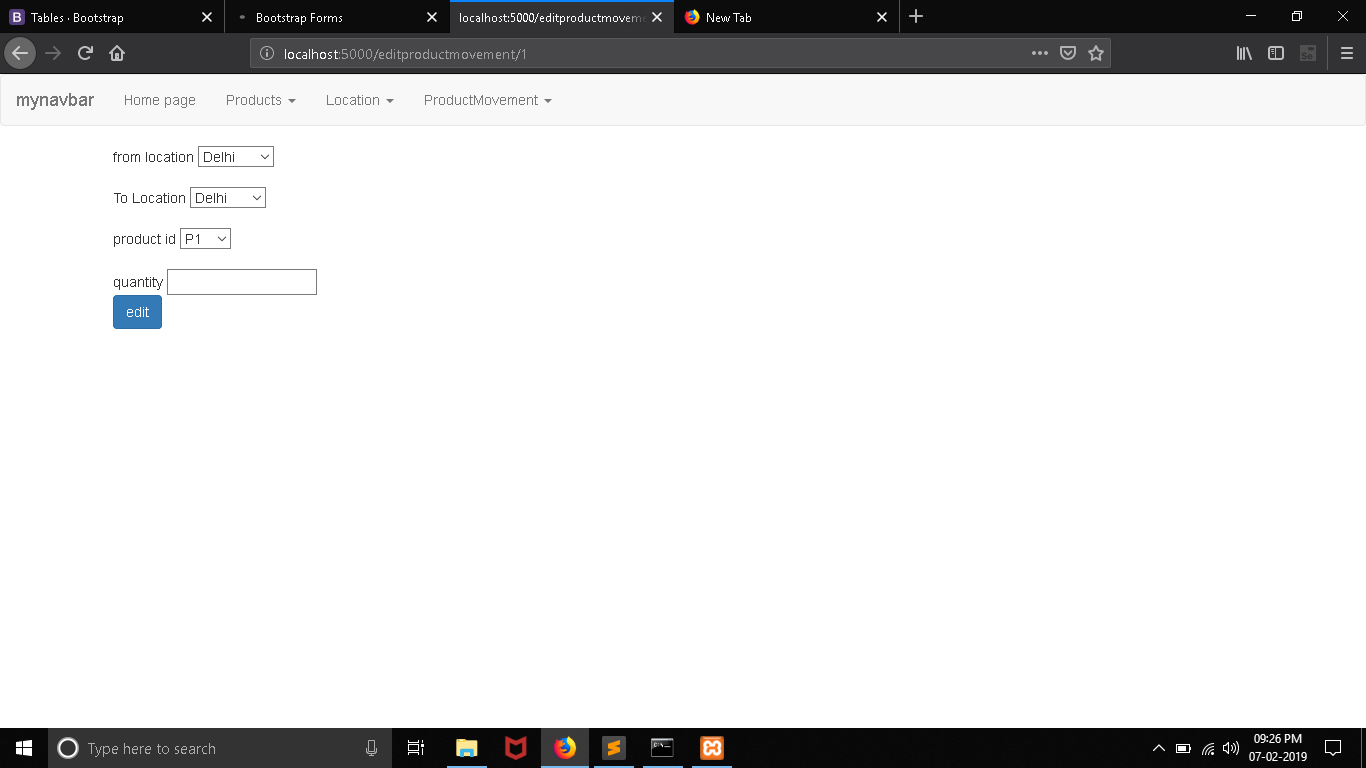 Tables · Bootstrap
Bootstrap Forms
localhost:5000/editproductmovem
New Tab
localhost:5000/editproductmovement/1
mynavbar Home page Products Location ProductMovement
from location Delhi
To Location Delhi
product id P1
quantity
edit
Type here to search
09:26 PM
07-02-2019